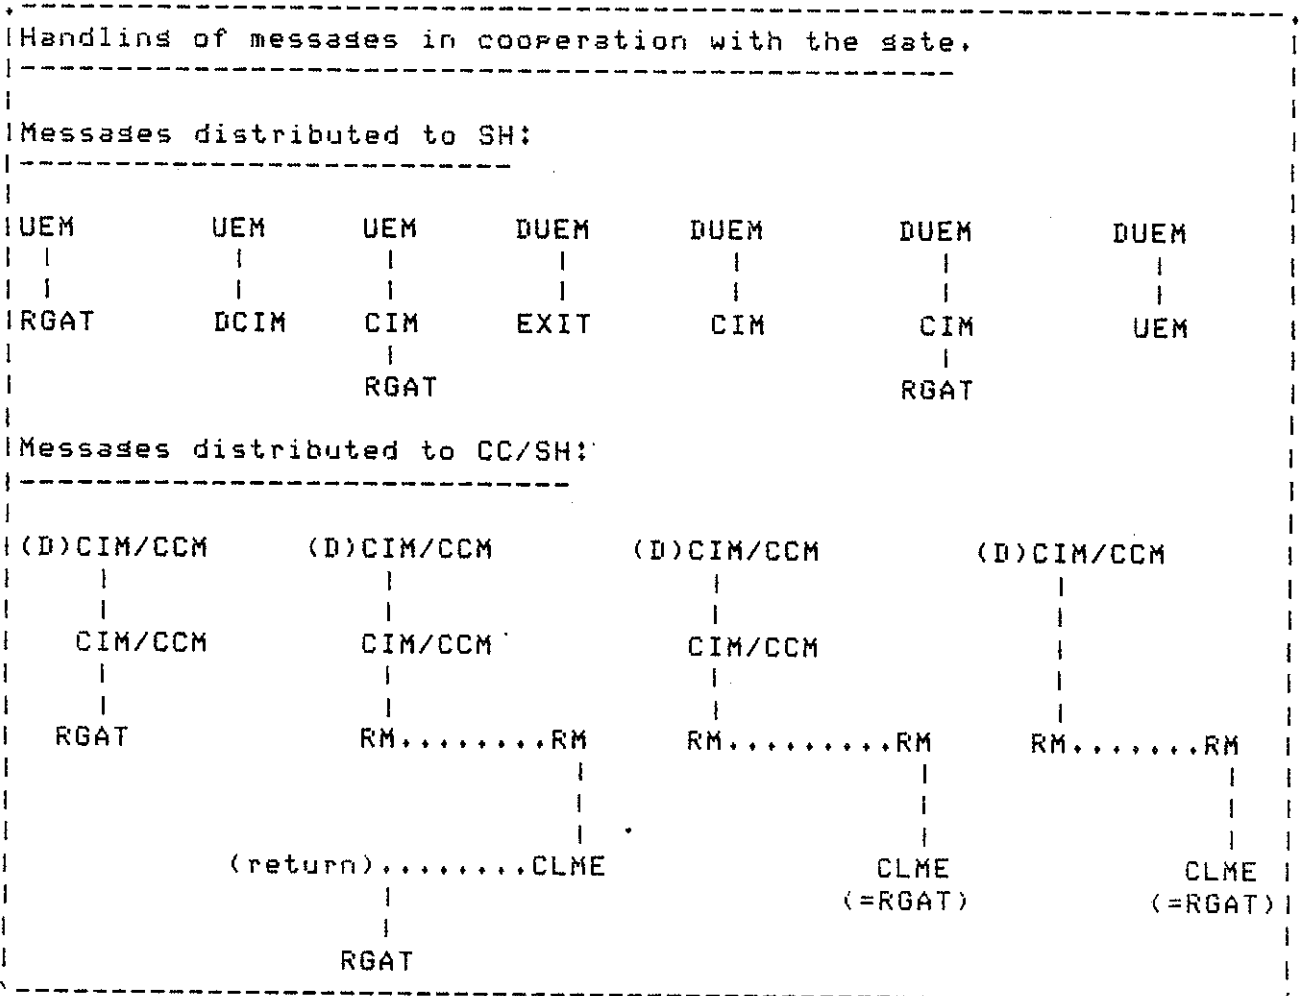 Handling of messages in cooperation with the gate.
Messages distributed to SH:
UEM UEM UEM DUEM DUEM DUEM DUEM
RGAT DCIM CIM EXIT CIM CIM UEM
RGAT RGAT
Messages distributed to CC/SH:
(D)CIM/CCM (D)CIM/CCM (D)CIM/CCM (D)CIM/CCM
CIM/CCM CIM/CCM CIM/CCM
RGAT RM........RM RM.........RM RM.......RM
(return)........CLME CLME CLME
(=RGAT) (=RGAT)
RGAT